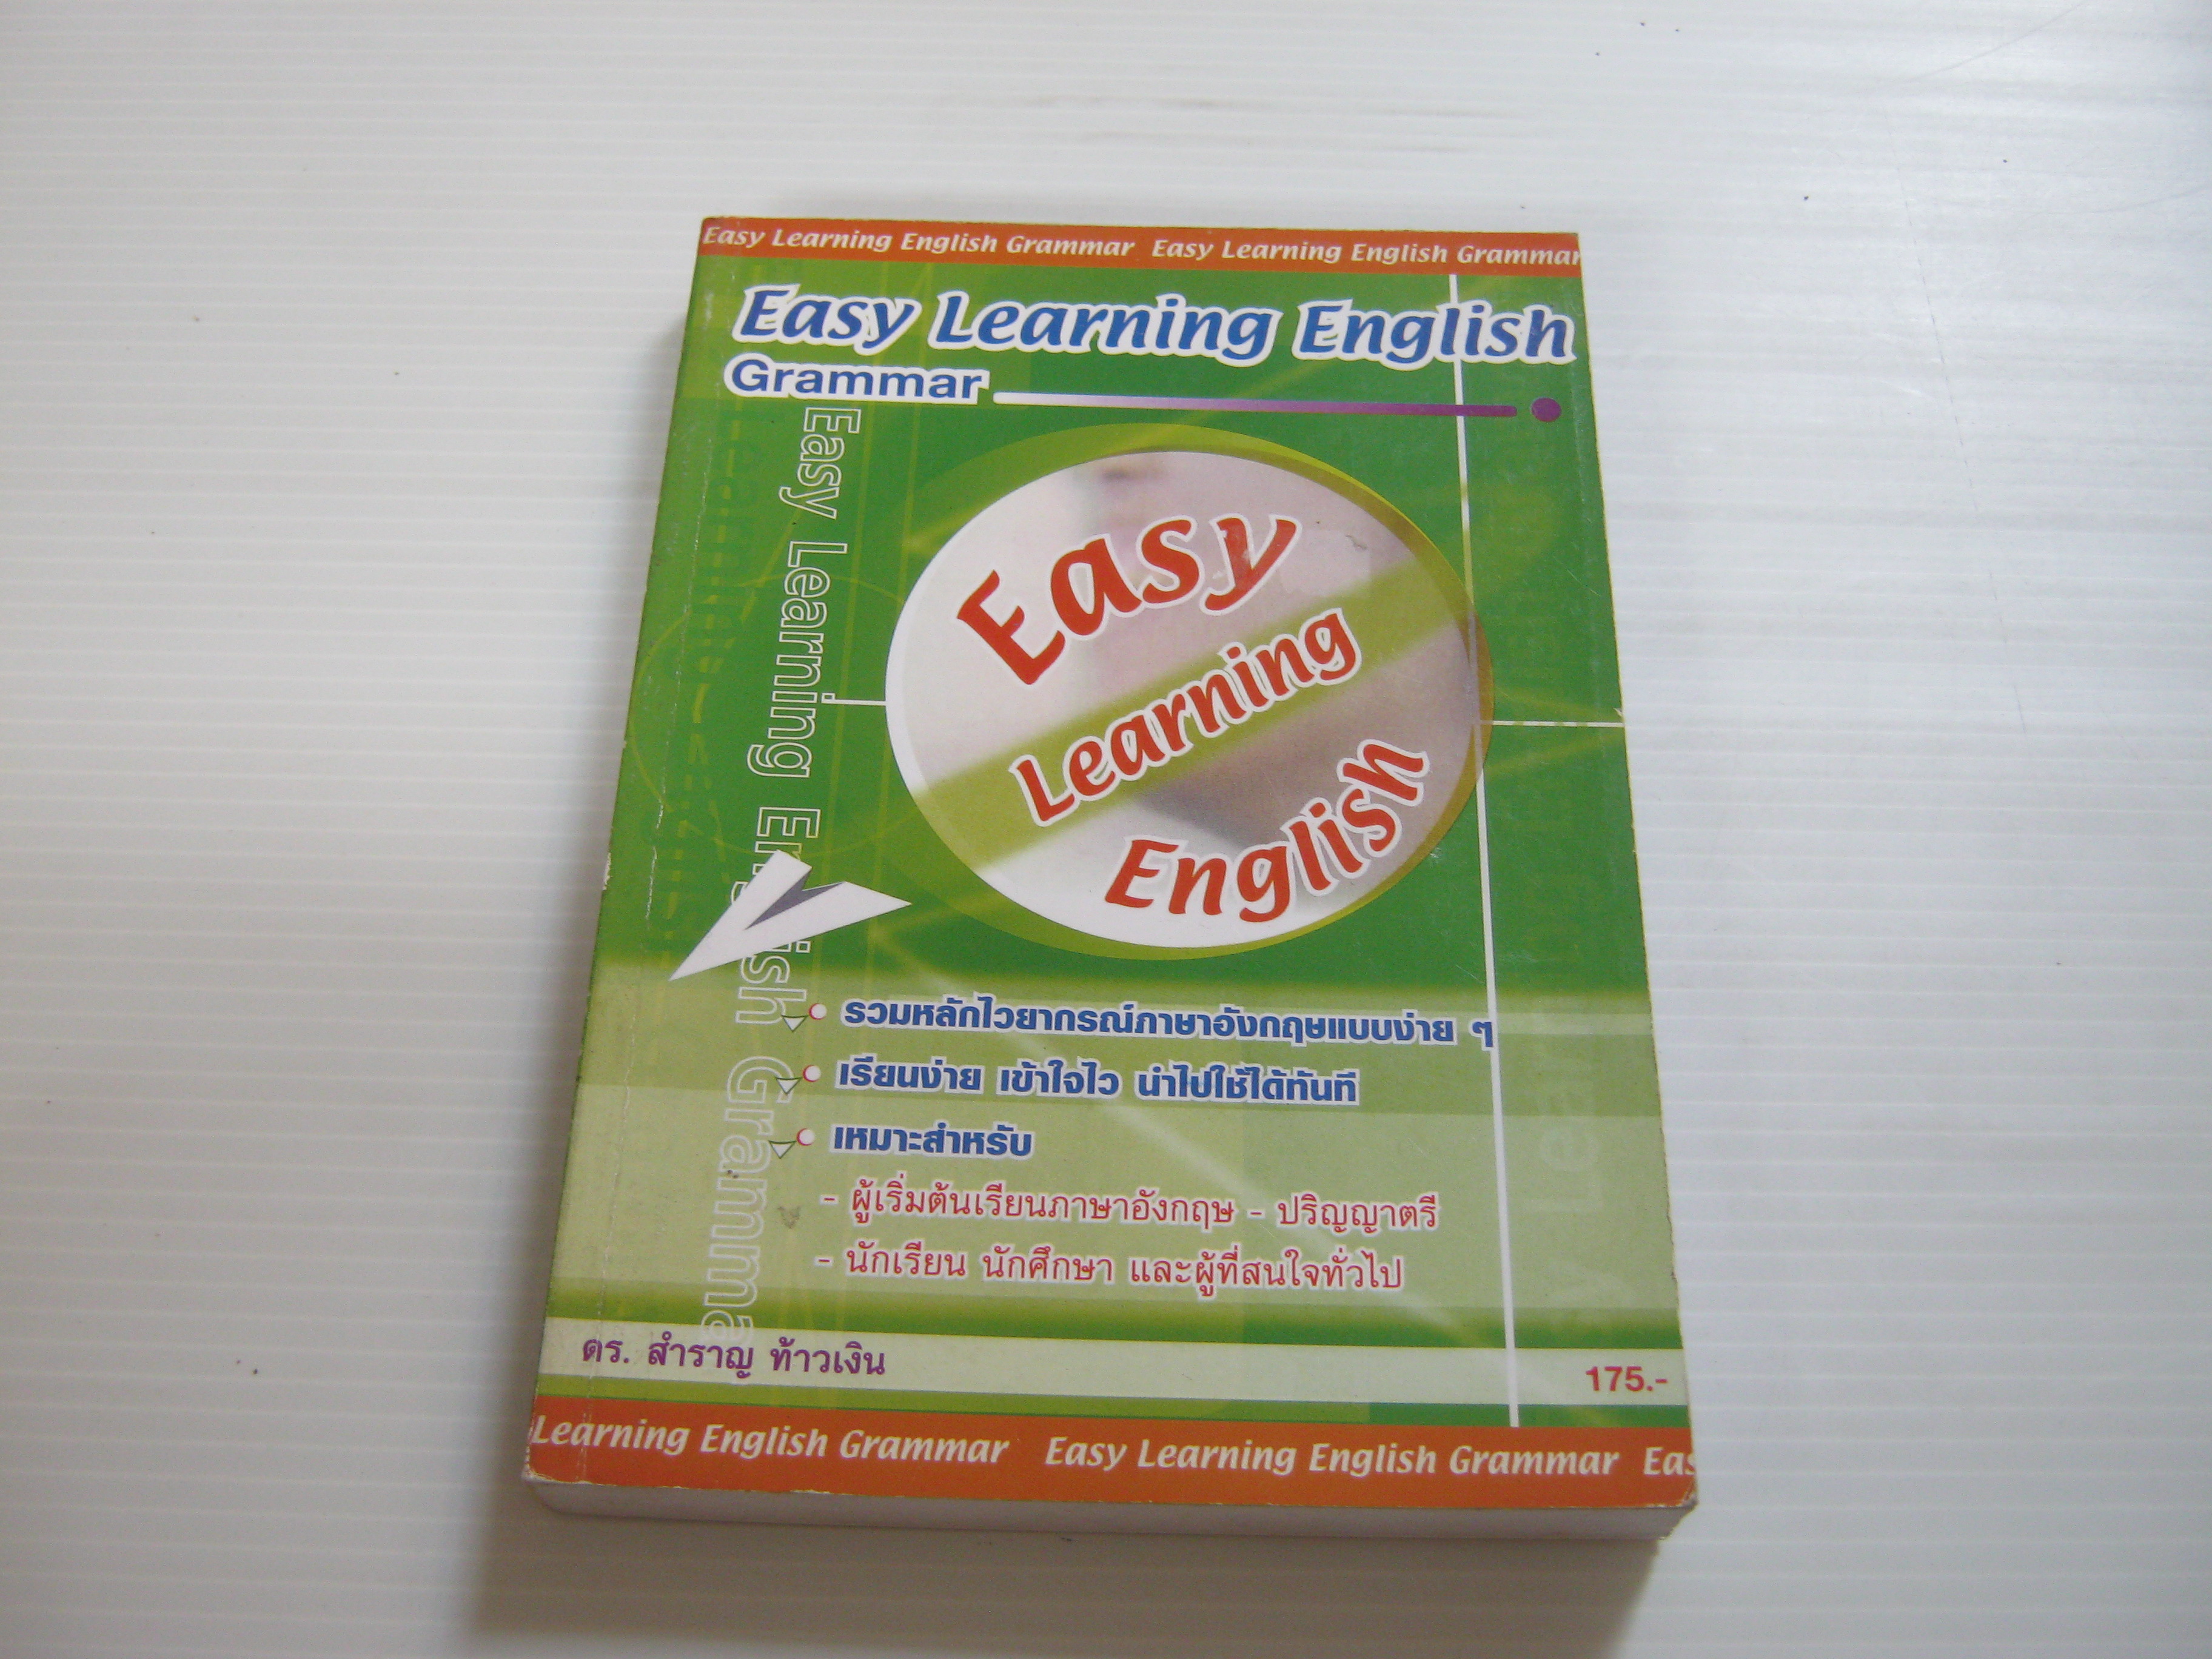 Easy Learning English Grammar Easy Learning English Grammar
Easy Learning English
Grammar
Easy Learning English Grammar
Easy
Learning
English
รวมหลักไวยากรณ์ภาษาอังกฤษแบบง่าย ๆ
เรียนง่าย เข้าใจไว นำไปใช้ได้ทันที
เหมาะสำหรับ
- ผู้เริ่มต้นเรียนภาษาอังกฤษ - ปริญญาตรี
- นักเรียน นักศึกษา และผู้ที่สนใจทั่วไป
ดร. สำราญ ท้าวเงิน
175.-
Learning English Grammar Easy Learning English Grammar Eas